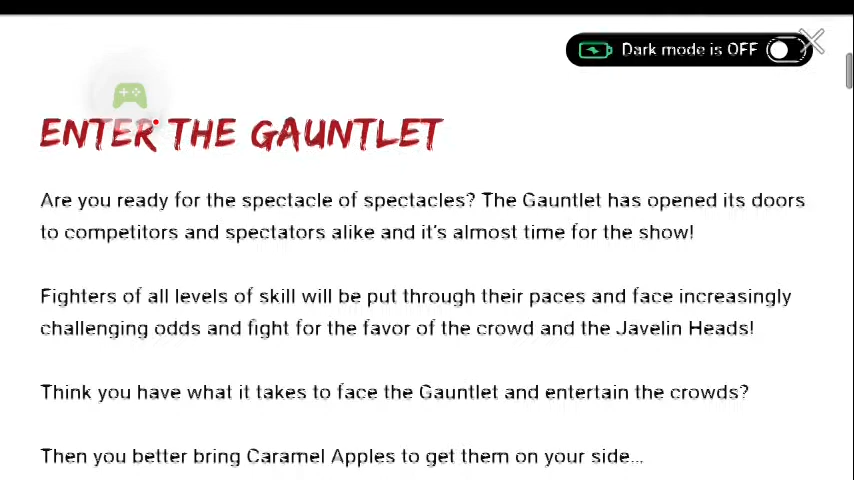 Dark mode is OFF
ENTER THE GAUNTLET
Are you ready for the spectacle of spectacles? The Gauntlet has opened its doors
to competitors and spectators alike and it's almost time for the show!
Fighters of all levels of skill will be put through their paces and face increasingly
challenging odds and fight for the favor of the crowd and the Javelin Heads!
Think you have what it takes to face the Gauntlet and entertain the crowds?
Then you better bring Caramel Apples to get them on your side...